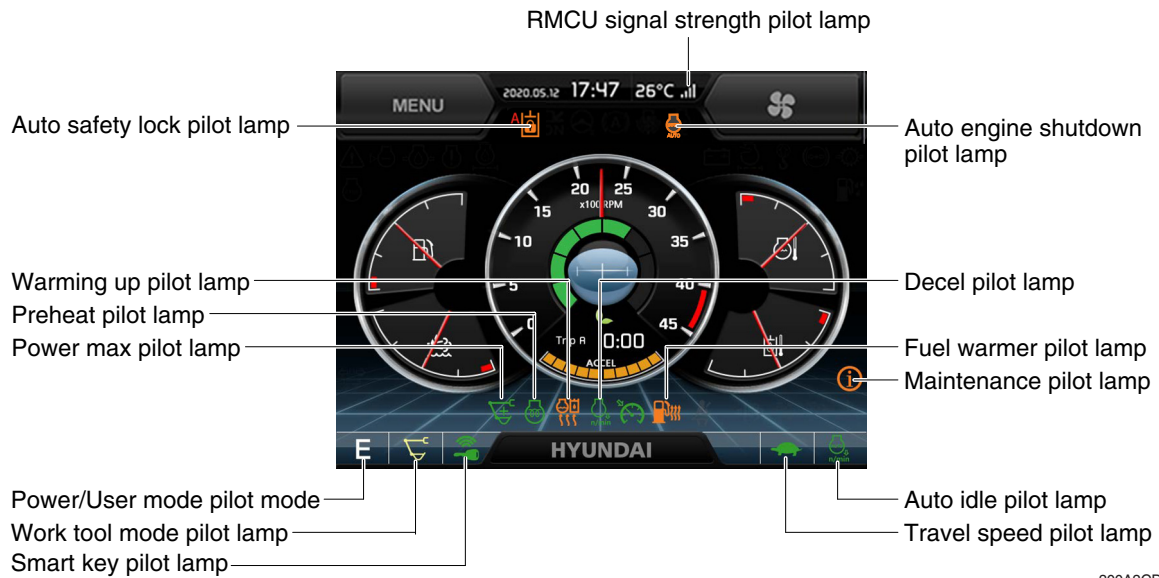 RMCU signal strength pilot lamp
MENU
2020.05.12 17:47 26°C
Auto safety lock pilot lamp
A
AUTO
Auto engine shutdown
pilot lamp
20 25
x100RPM
15 30
10 35
5 40
0 45
Warming up pilot lamp
Decel pilot lamp
Preheat pilot lamp
Trip A 0:00
Power max pilot lamp
ACCEL
Fuel warmer pilot lamp
Maintenance pilot lamp
n/min
E
HYUNDAI
n/min
Power/User mode pilot mode
Auto idle pilot lamp
Work tool mode pilot lamp
Travel speed pilot lamp
Smart key pilot lamp